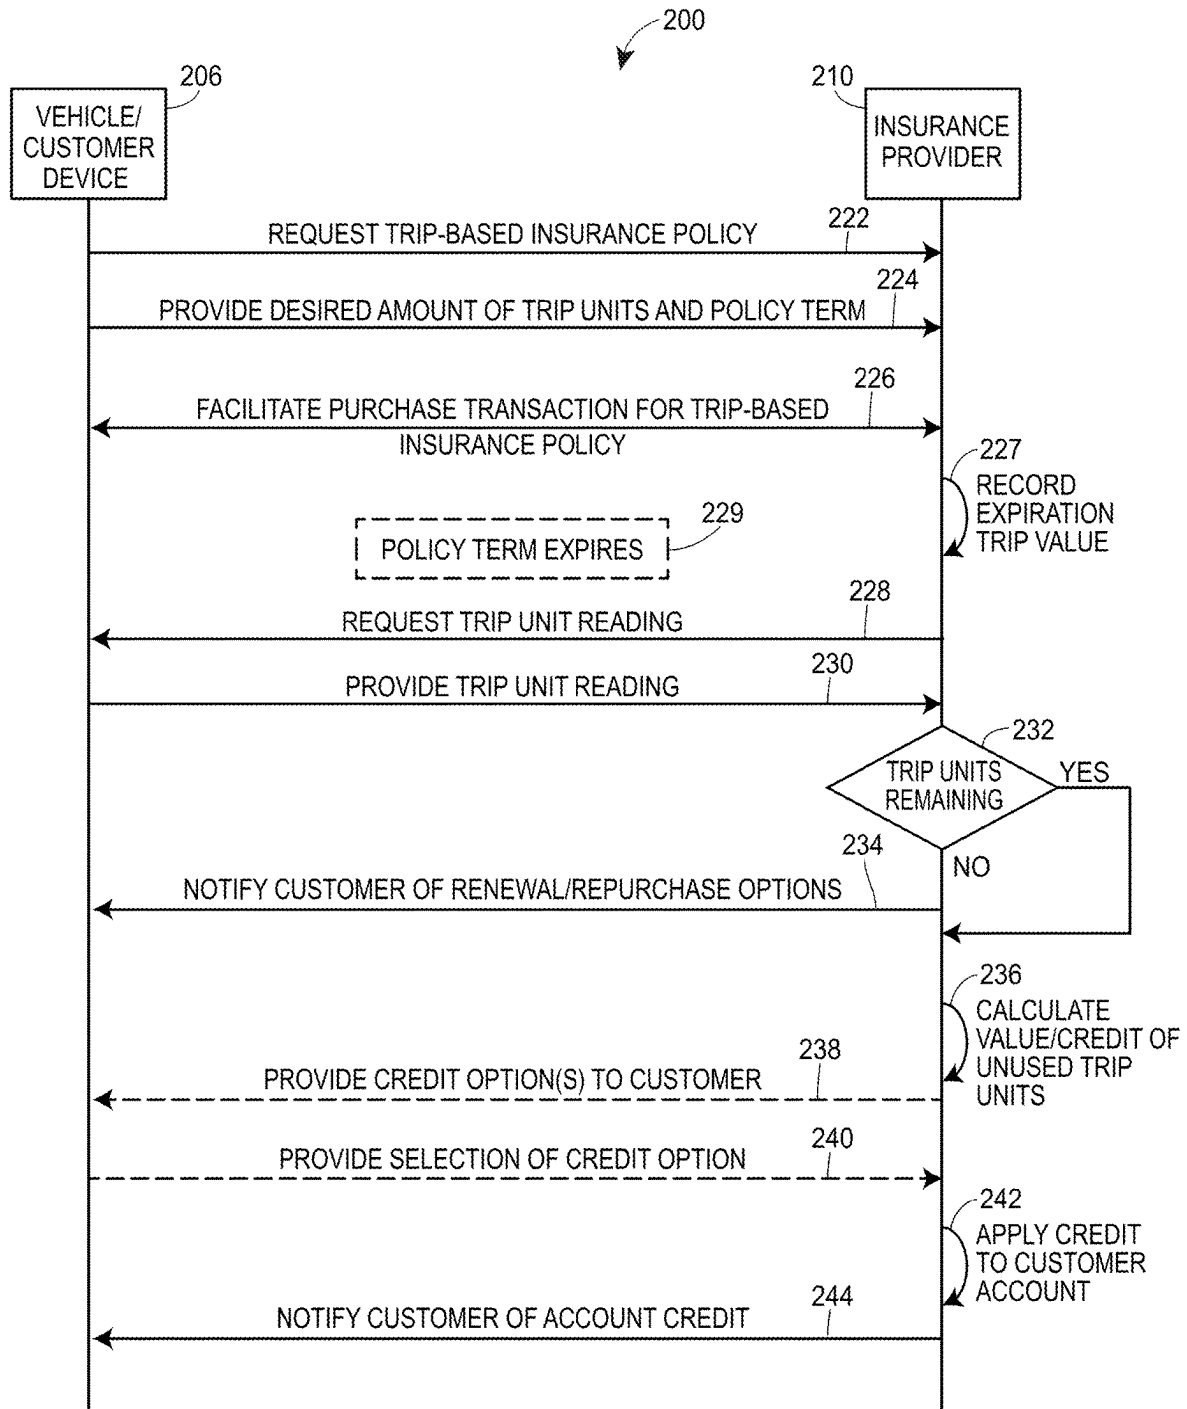 200
206
210
VEHICLE/
CUSTOMER
DEVICE
INSURANCE
PROVIDER
REQUEST TRIP-BASED INSURANCE POLICY
222
224
PROVIDE DESIRED AMOUNT OF TRIP UNITS AND POLICY TERM
226
FACILITATE PURCHASE TRANSACTION FOR TRIP-BASED
INSURANCE POLICY
227
RECORD
EXPIRATION
TRIP VALUE
229
POLICY TERM EXPIRES
228
REQUEST TRIP UNIT READING
230
PROVIDE TRIP UNIT READING
232
TRIP UNITS
REMAINING
YES
NO
234
NOTIFY CUSTOMER OF RENEWAL/REPURCHASE OPTIONS
236
CALCULATE
VALUE/CREDIT OF
UNUSED TRIP
UNITS
238
PROVIDE CREDIT OPTION(S) TO CUSTOMER
240
PROVIDE SELECTION OF CREDIT OPTION
242
APPLY CREDIT
TO CUSTOMER
ACCOUNT
244
NOTIFY CUSTOMER OF ACCOUNT CREDIT